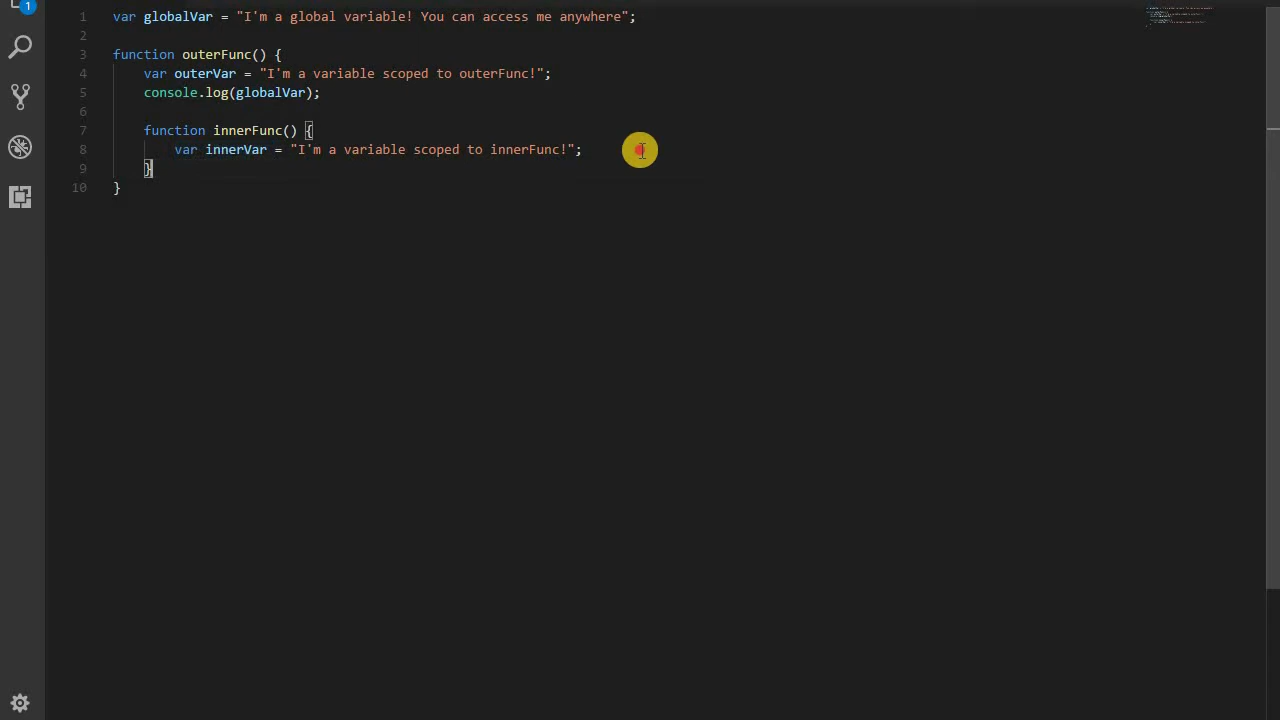 1
1 var globalVar = "I'm a global variable! You can access me anywhere";
2
3 function outerFunc() {
4     var outerVar = "I'm a variable scoped to outerFunc!";
5     console.log(globalVar);
6
7     function innerFunc() {
8         var innerVar = "I'm a variable scoped to innerFunc!";
9     }
10 }